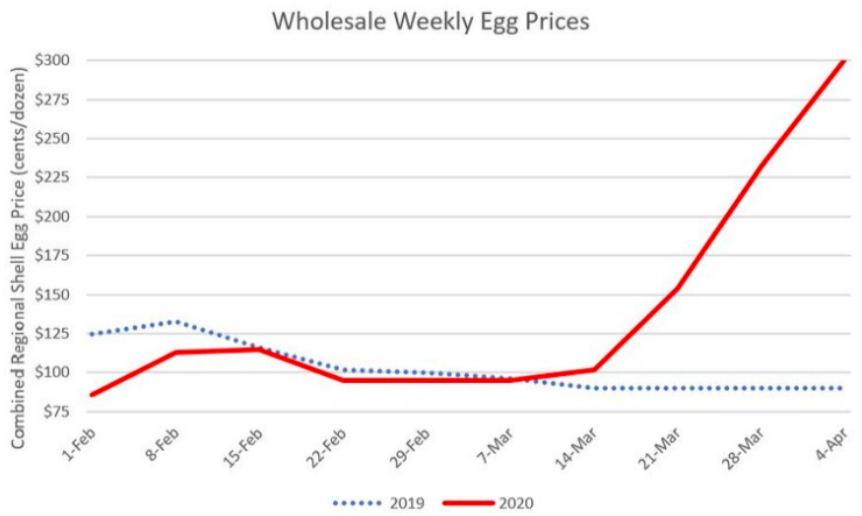 Wholesale Weekly Egg Prices
Combined Regional Shell Egg Price (cents/dozen)
$300
$275
$250
$225
$200
$175
$150
$125
$100
$75
1-Feb
8-Feb
15-Feb
22-Feb
29-Feb
7-Mar
14-Mar
21-Mar
28-Mar
4-Apr
2019
2020